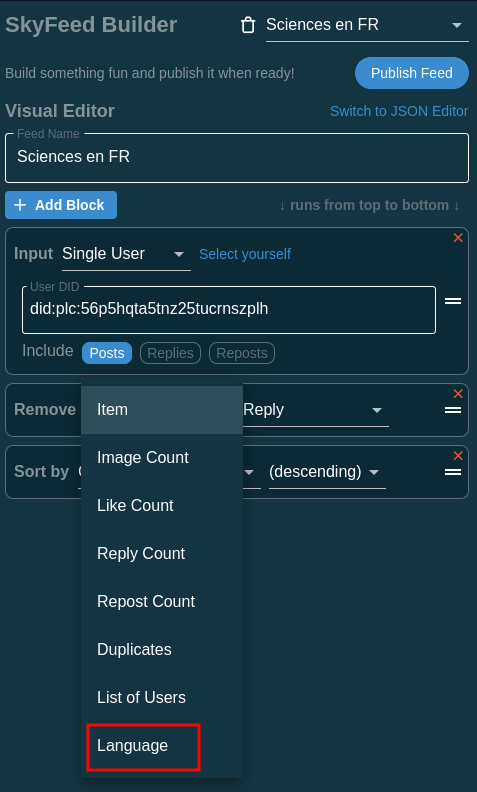 SkyFeed Builder
Sciences en FR
Build something fun and publish it when ready!
Publish Feed
Visual Editor
Switch to JSON Editor
Feed Name
Sciences en FR
+ Add Block
↓ runs from top to bottom ↓
Input
Single User
Select yourself
User DID
did:plc:56p5hqta5tnz25tucrnszplh
Include
Posts
Replies
Reposts
Remove
Reply
Sort by
(descending)
Item
Image Count
Like Count
Reply Count
Repost Count
Duplicates
List of Users
Language